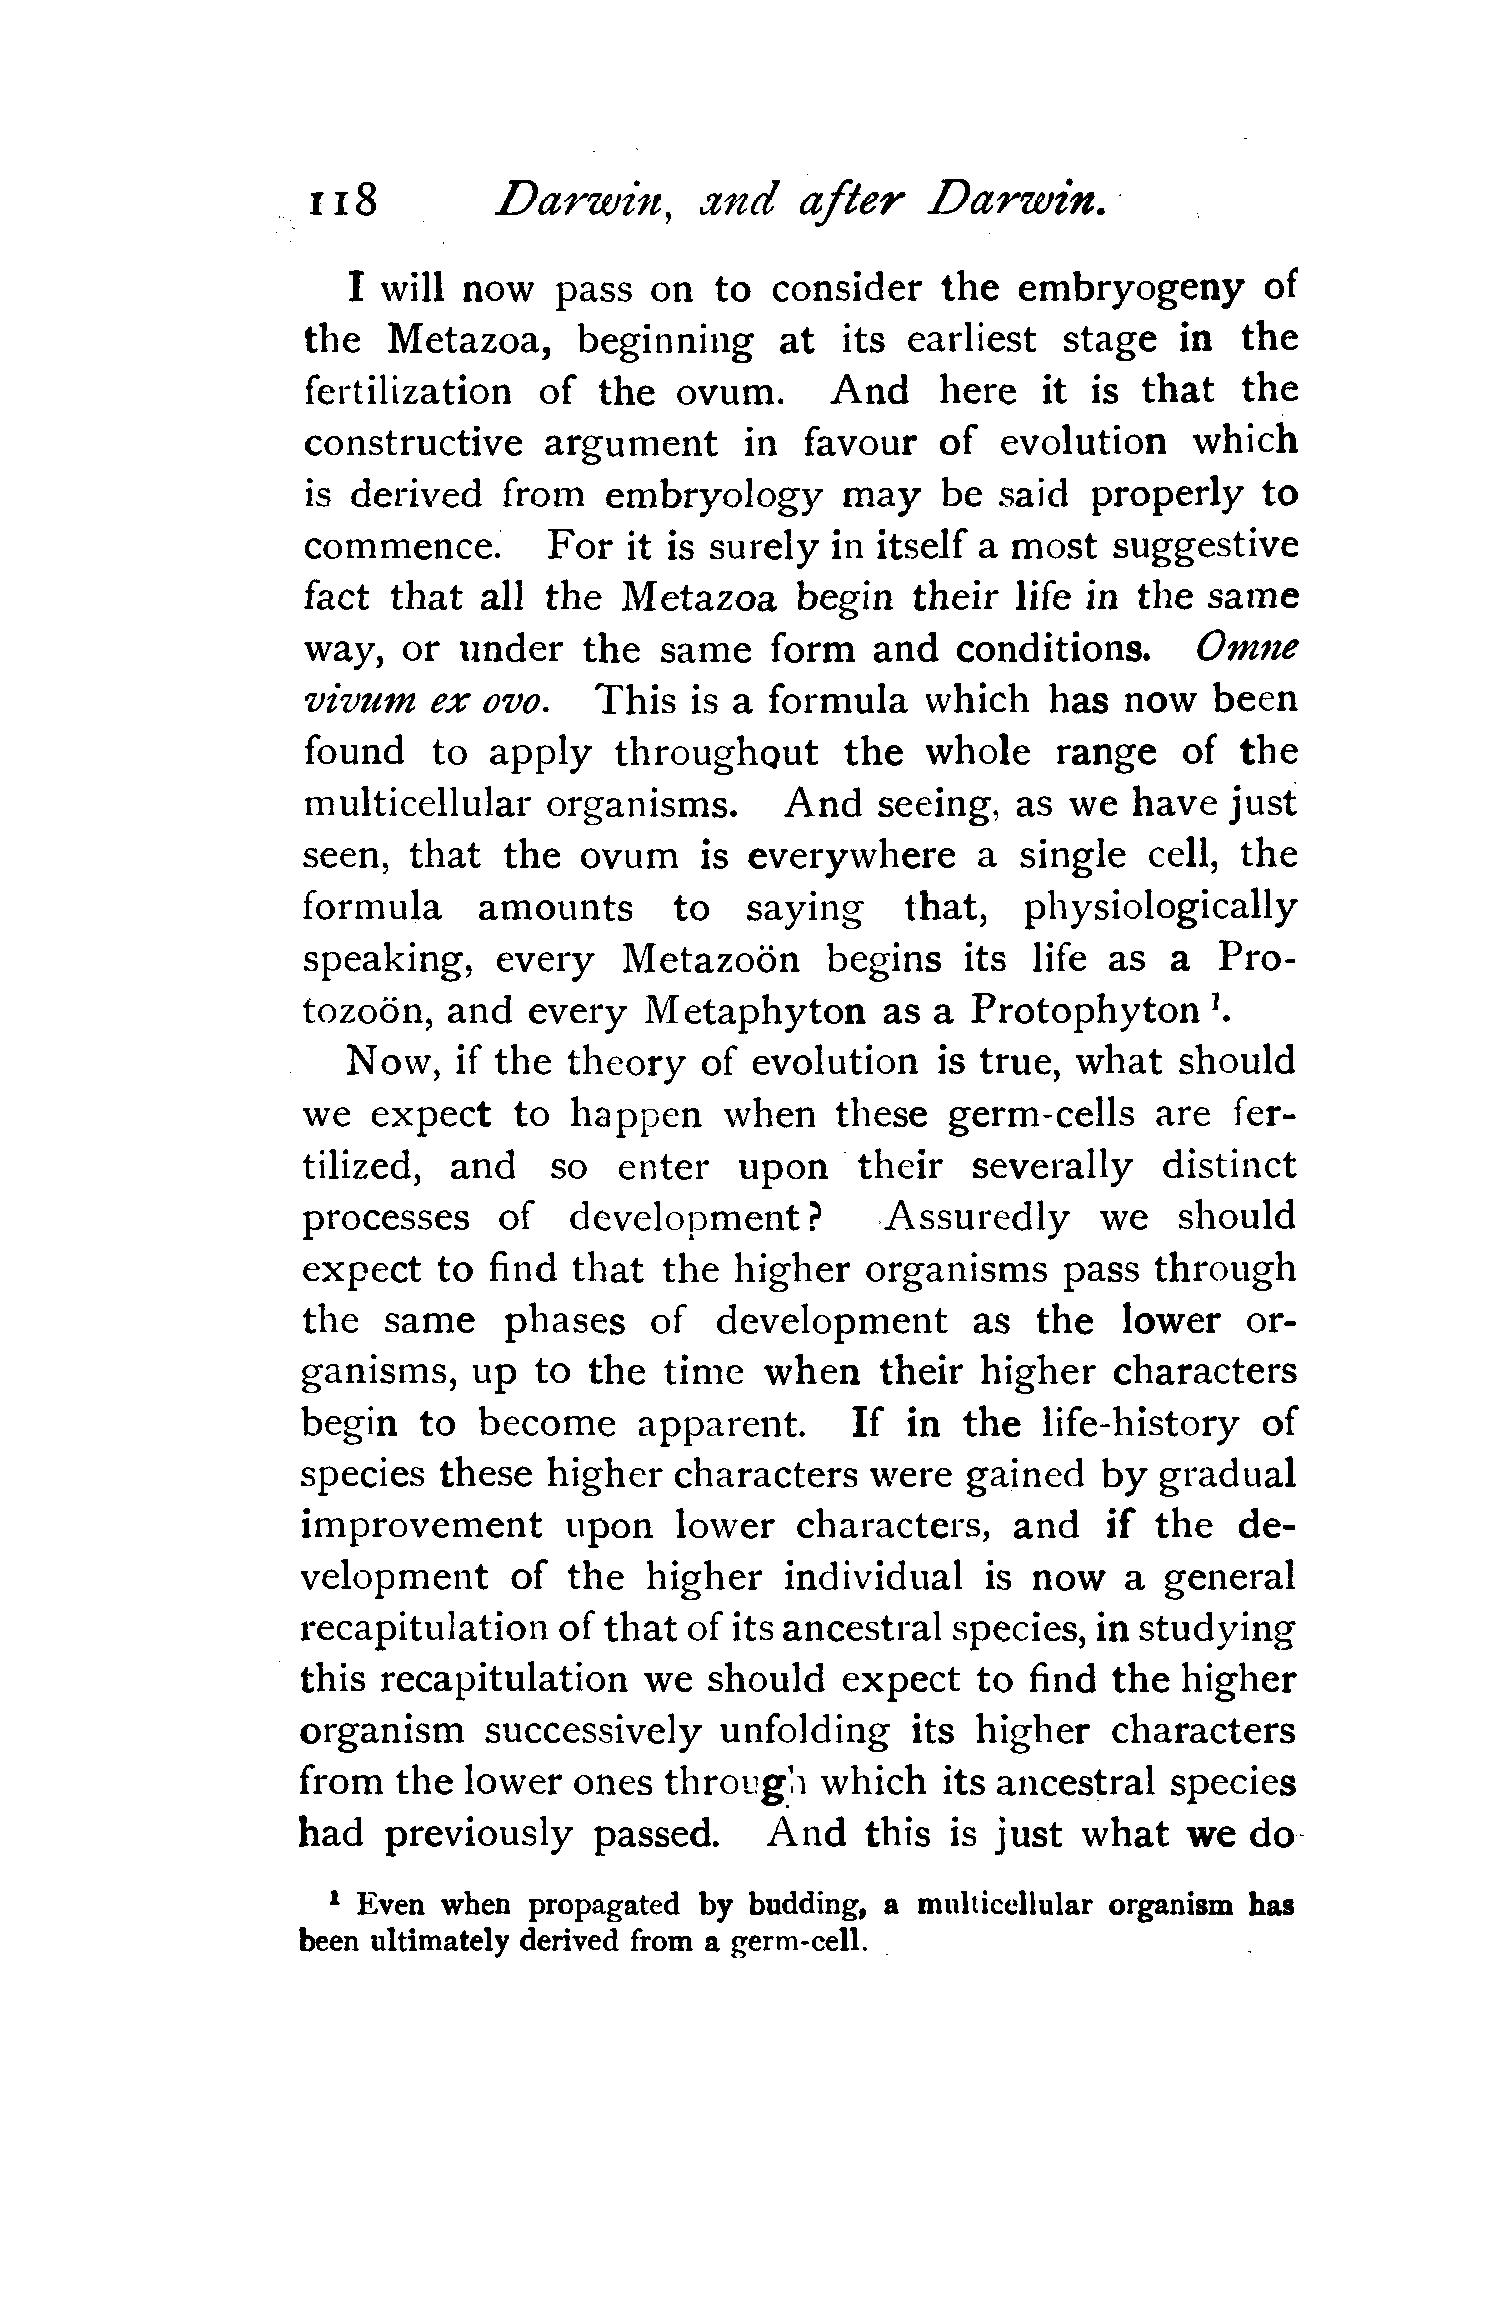 118 Darwin, and after Darwin.
I will now pass on to consider the embryogeny of
the Metazoa, beginning at its earliest stage in the
fertilization of the ovum. And here it is that the
constructive argument in favour of evolution which
is derived from embryology may be said properly to
commence. For it is surely in itself a most suggestive
fact that all the Metazoa begin their life in the same
way, or under the same form and conditions. Omne
vivum ex ovo. This is a formula which has now been
found to apply throughout the whole range of the
multicellular organisms. And seeing, as we have just
seen, that the ovum is everywhere a single cell, the
formula amounts to saying that, physiologically
speaking, every Metazoön begins its life as a Pro-
tozoön, and every Metaphyton as a Protophyton ¹.
Now, if the theory of evolution is true, what should
we expect to happen when these germ-cells are fer-
tilized, and so enter upon their severally distinct
processes of development? Assuredly we should
expect to find that the higher organisms pass through
the same phases of development as the lower or-
ganisms, up to the time when their higher characters
begin to become apparent. If in the life-history of
species these higher characters were gained by gradual
improvement upon lower characters, and if the de-
velopment of the higher individual is now a general
recapitulation of that of its ancestral species, in studying
this recapitulation we should expect to find the higher
organism successively unfolding its higher characters
from the lower ones through which its ancestral species
had previously passed. And this is just what we do
¹ Even when propagated by budding, a multicellular organism has
been ultimately derived from a germ-cell.